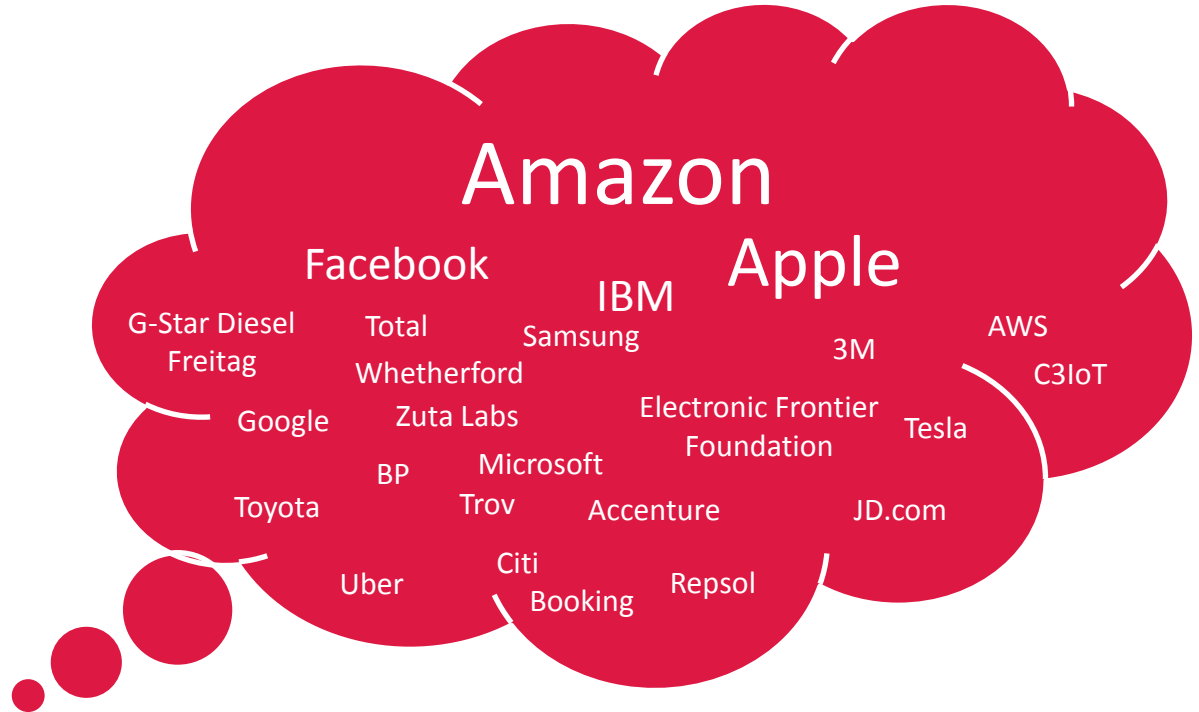 Amazon
Facebook
Apple
IBM
G-Star Diesel
Freitag
Total
Samsung
3M
AWS
Whetherford
C3IoT
Google
Zuta Labs
Electronic Frontier
Foundation
Tesla
BP
Microsoft
Toyota
Trov
Accenture
JD.com
Uber
Citi
Booking
Repsol